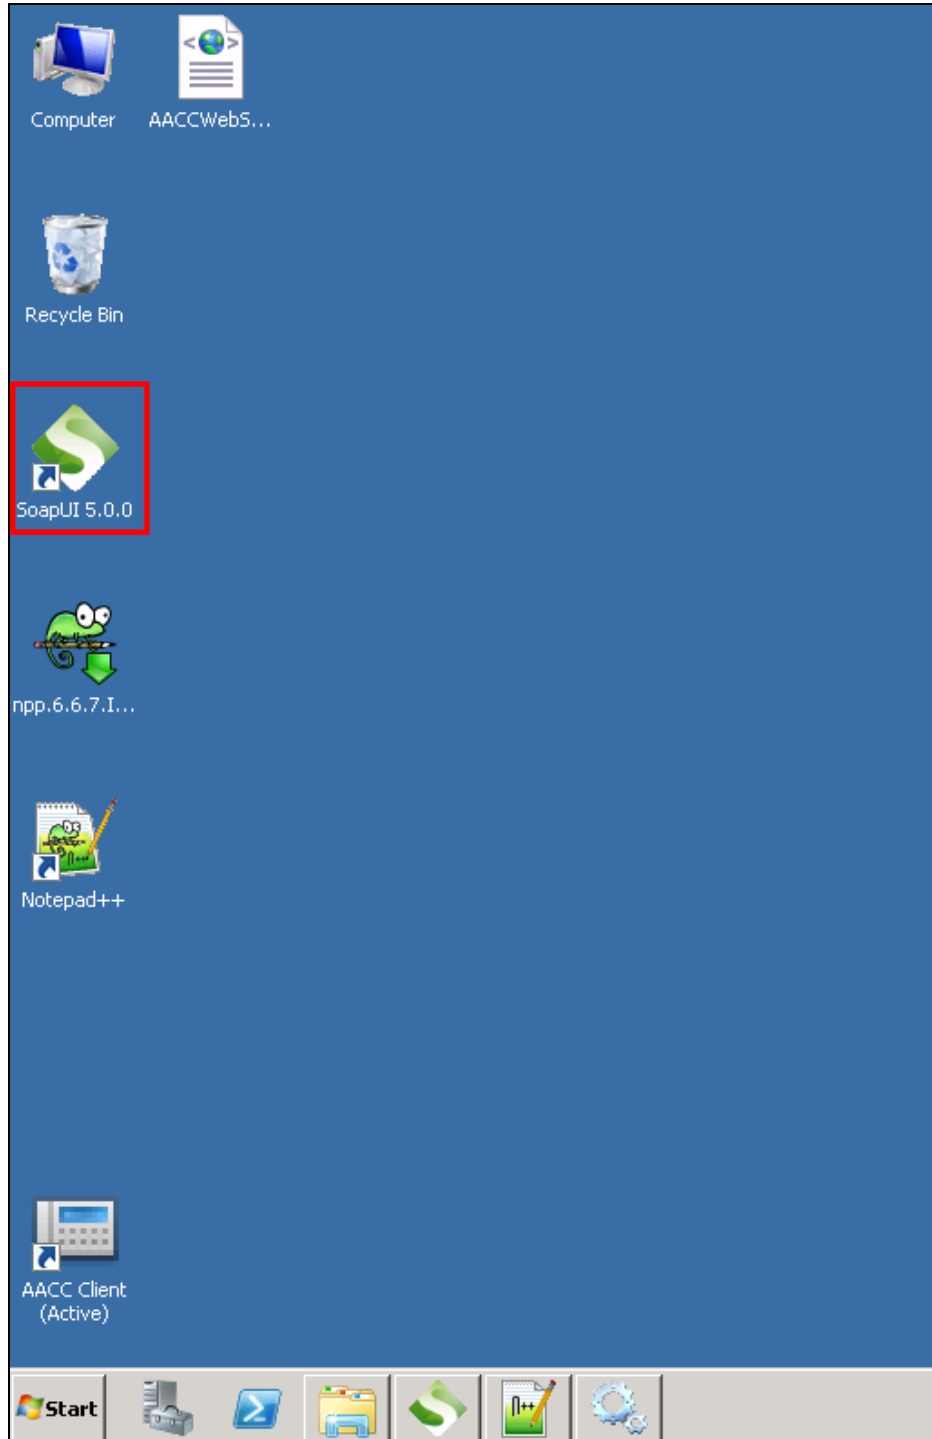 Computer
AACCWebS...
Recycle Bin
SoapUI 5.0.0
npp.6.6.7.I...
Notepad++
AACC Client
(Active)
Start